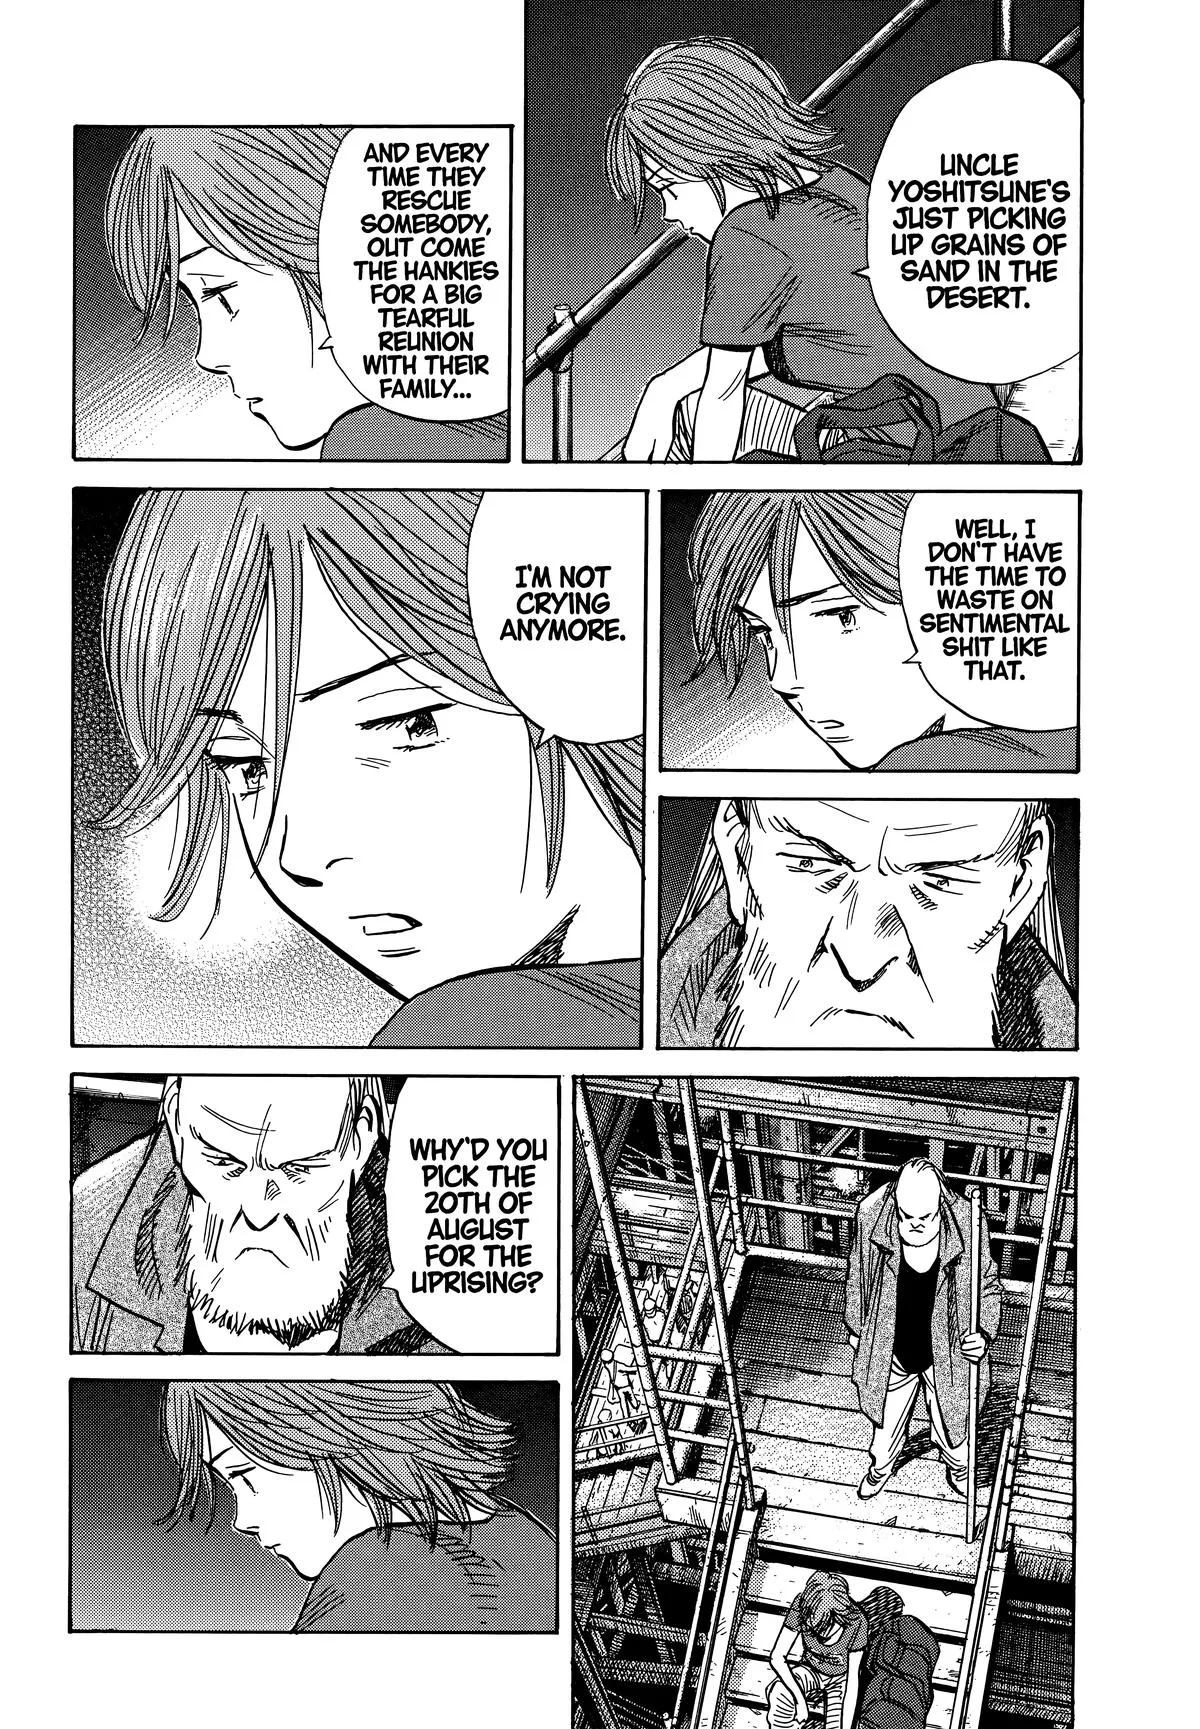 UNCLE
YOSHITSUNE'S
JUST PICKING
UP GRAINS OF
SAND IN THE
DESERT.
AND EVERY
TIME THEY
RESCUE
SOMEBODY,
OUT COME
THE HANKIES
FOR A BIG
TEARFUL
REUNION
WITH THEIR
FAMILY...
WELL, I
DON'T HAVE
THE TIME TO
WASTE ON
SENTIMENTAL
SHIT LIKE
THAT.
I'M NOT
CRYING
ANYMORE.
WHY'D YOU
PICK THE
20TH OF
AUGUST
FOR THE
UPRISING?